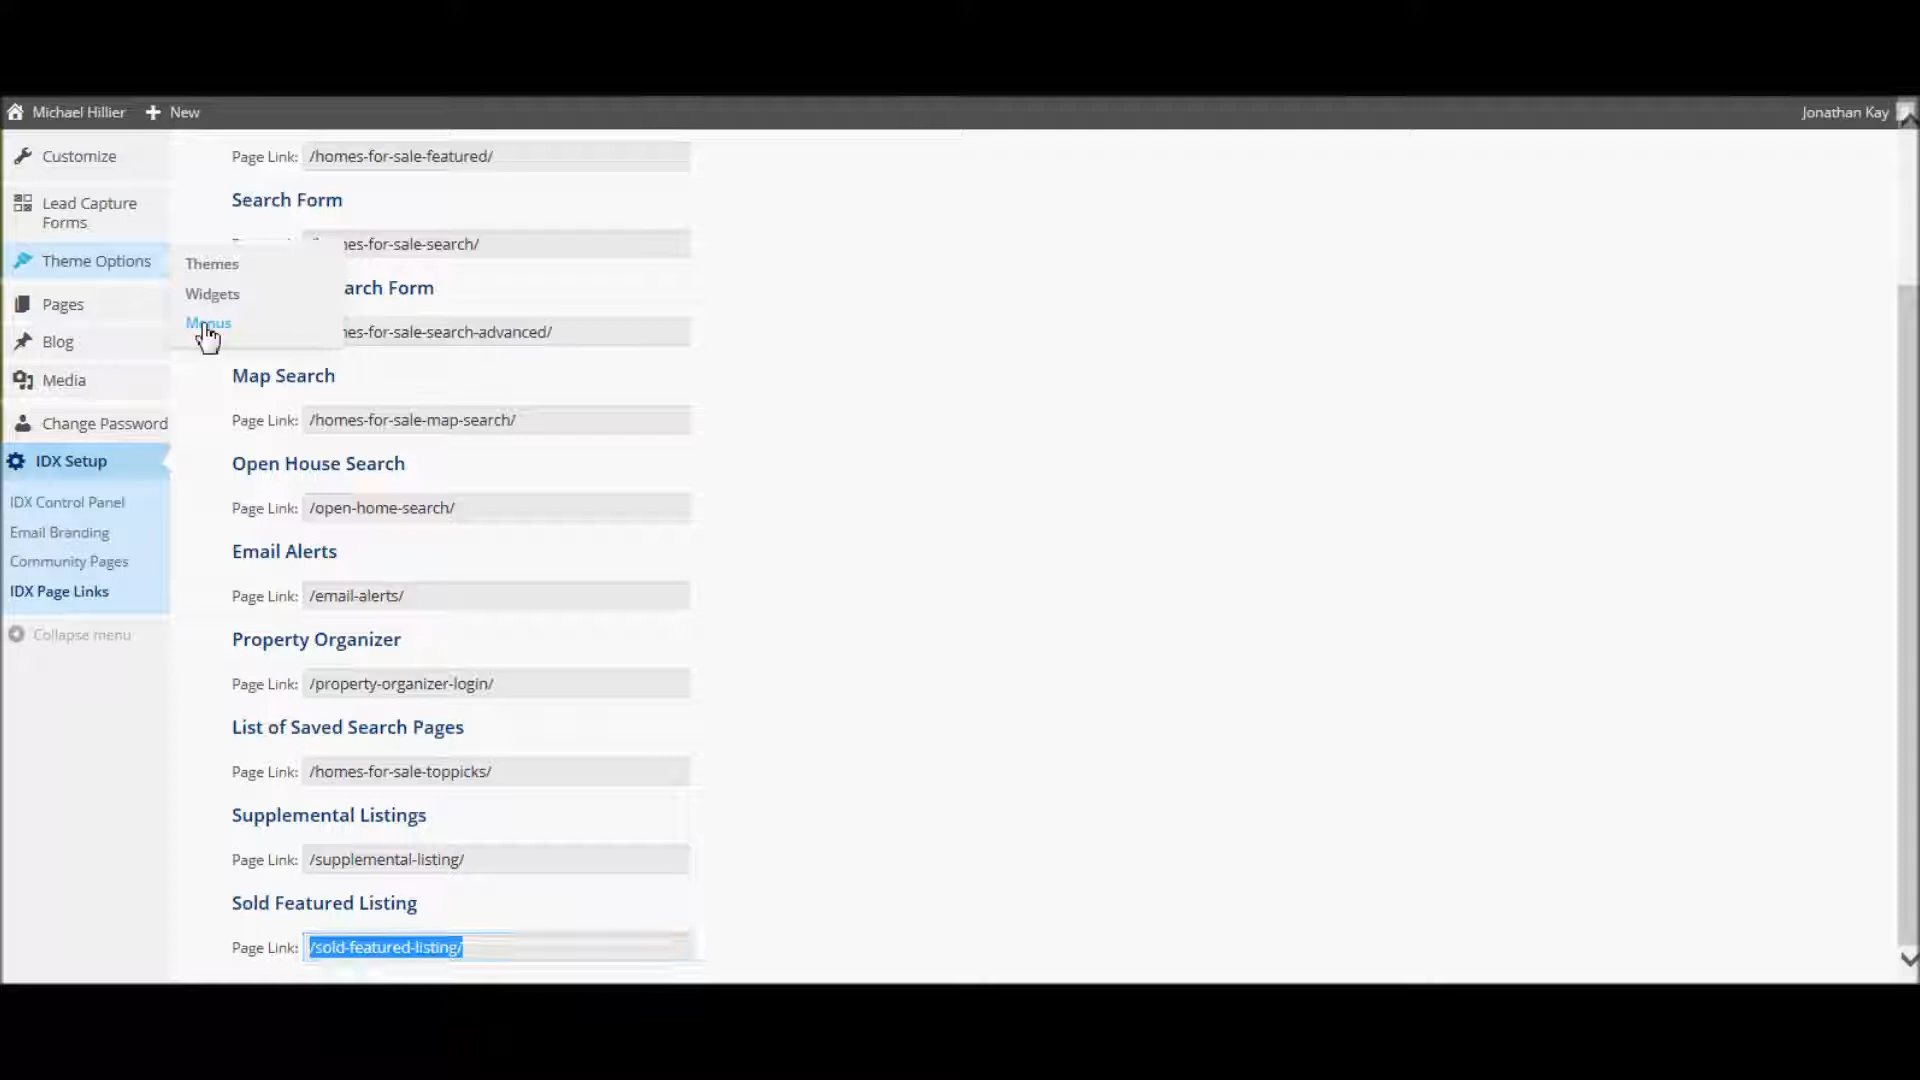 Michael Hillier
New
Jonathan Kay
Customize
Lead Capture
Forms
Theme Options
Pages
Blog
Media
Change Password
IDX Setup
IDX Control Panel
Email Branding
Community Pages
IDX Page Links
Collapse menu
Themes
Widgets
Menus
Page Link: /homes-for-sale-featured/
Search Form
mes-for-sale-search/
arch Form
mes-for-sale-search-advanced/
Map Search
Page Link: /homes-for-sale-map-search/
Open House Search
Page Link: /open-home-search/
Email Alerts
Page Link: /email-alerts/
Property Organizer
Page Link: /property-organizer-login/
List of Saved Search Pages
Page Link: /homes-for-sale-toppicks/
Supplemental Listings
Page Link: /supplemental-listing/
Sold Featured Listing
Page Link: /sold-featured-listing/